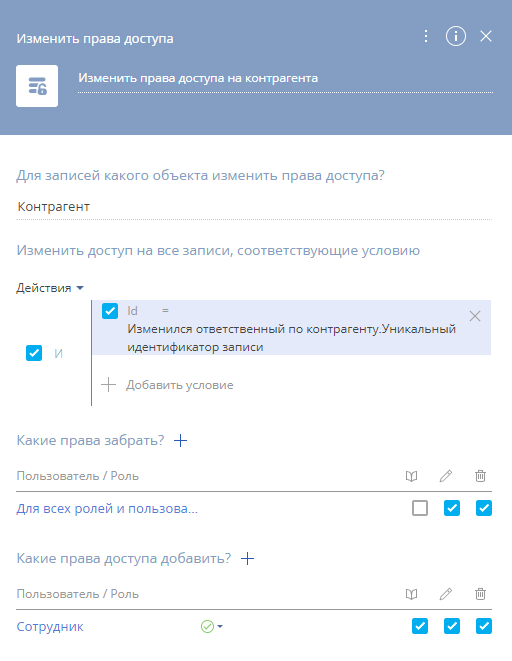 Изменить права доступа
Изменить права доступа на контрагента
Для записей какого объекта изменить права доступа?
Контрагент
Изменить доступ на все записи, соответствующие условию
Действия
Id =
Изменился ответственный по контрагенту.Уникальный
идентификатор записи
И
Добавить условие
Какие права забрать?
Пользователь / Роль
Для всех ролей и пользова...
Какие права доступа добавить?
Пользователь / Роль
Сотрудник